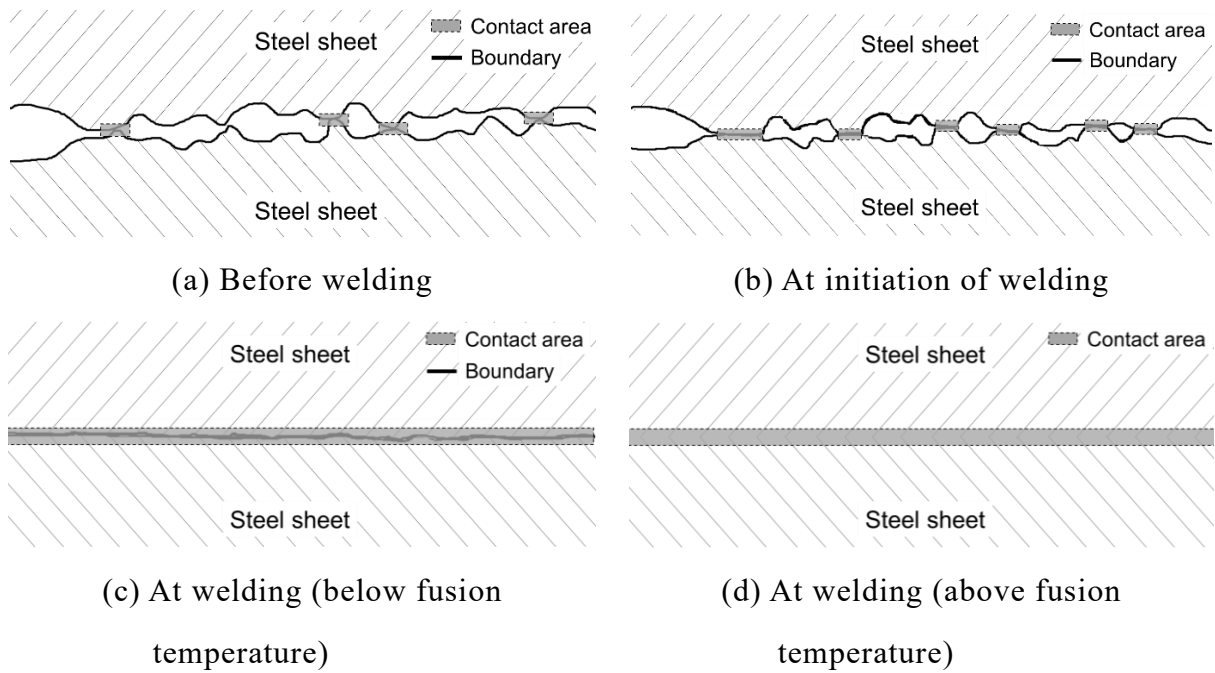 Steel sheet
Contact area
Boundary
Steel sheet
(a) Before welding
Steel sheet
Contact area
Boundary
Steel sheet
(b) At initiation of welding
Steel sheet
Contact area
Boundary
Steel sheet
(c) At welding (below fusion
temperature)
Steel sheet
Contact area
Steel sheet
(d) At welding (above fusion
temperature)